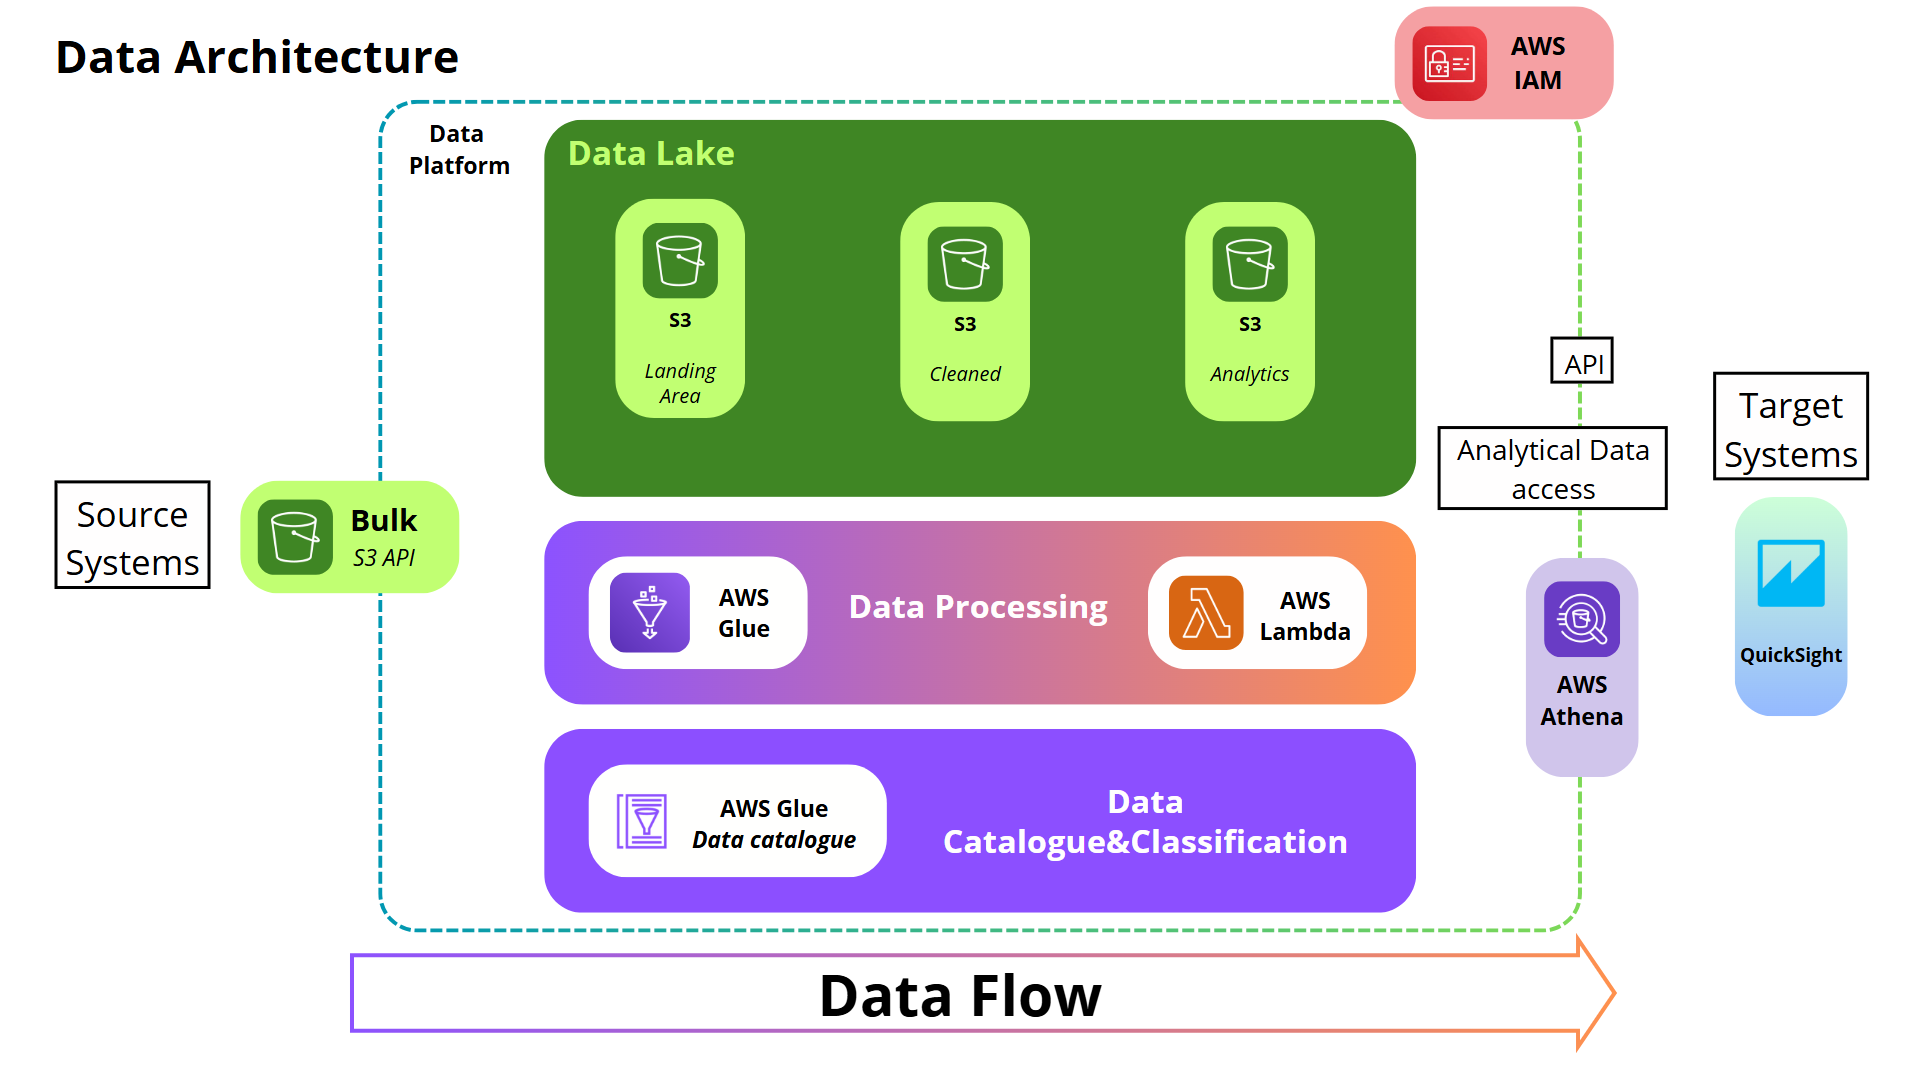 Data Architecture
AWS
IAM
Data
Platform
Data Lake
S3
Landing
Area
S3
Cleaned
S3
Analytics
API
Analytical Data
access
Target
Systems
Source
Systems
Bulk
S3 API
AWS
Glue
Data Processing
AWS
Lambda
AWS
Athena
QuickSight
AWS Glue
Data catalogue
Data
Catalogue&Classification
Data Flow